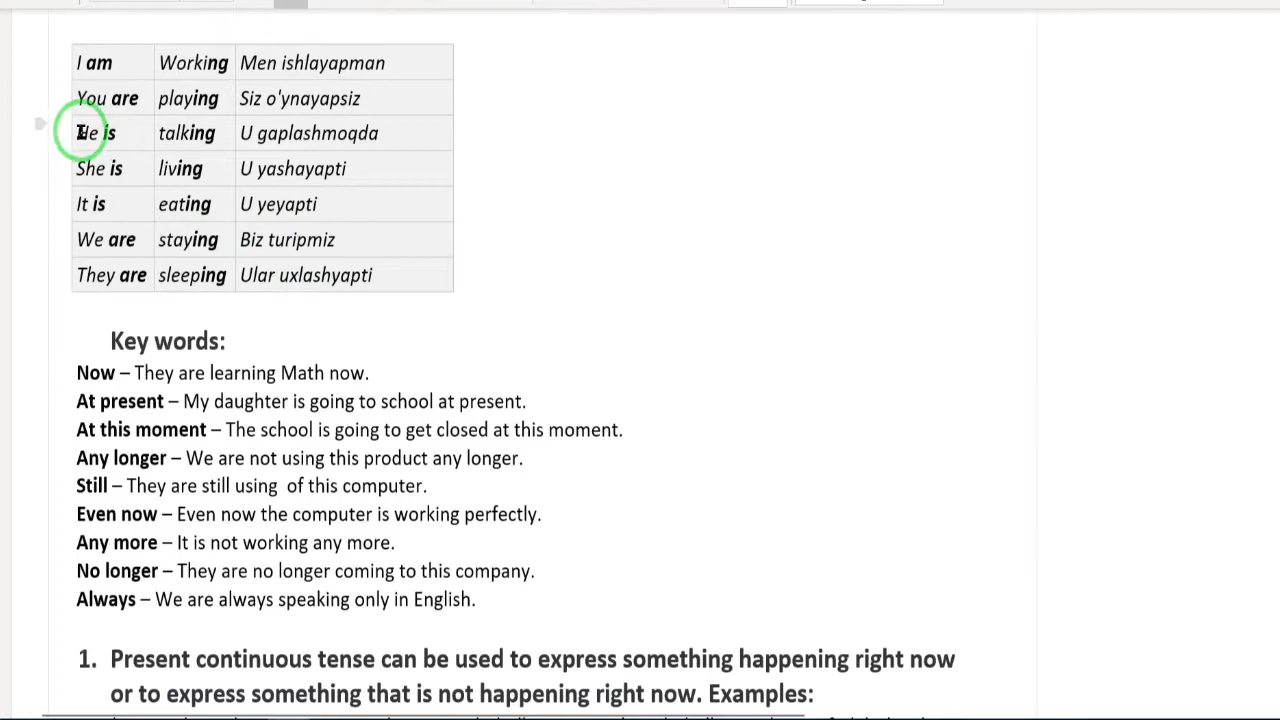 I am Working Men ishlayapman
You are playing Siz o'ynayapsiz
He is talking U gaplashmoqda
She is living U yashayapti
It is eating U yeyapti
We are staying Biz turipmiz
They are sleeping Ular uxlashyapti
Key words:
Now – They are learning Math now.
At present – My daughter is going to school at present.
At this moment – The school is going to get closed at this moment.
Any longer – We are not using this product any longer.
Still – They are still using  of this computer.
Even now – Even now the computer is working perfectly.
Any more – It is not working any more.
No longer – They are no longer coming to this company.
Always – We are always speaking only in English.
1. Present continuous tense can be used to express something happening right now
or to express something that is not happening right now. Examples: